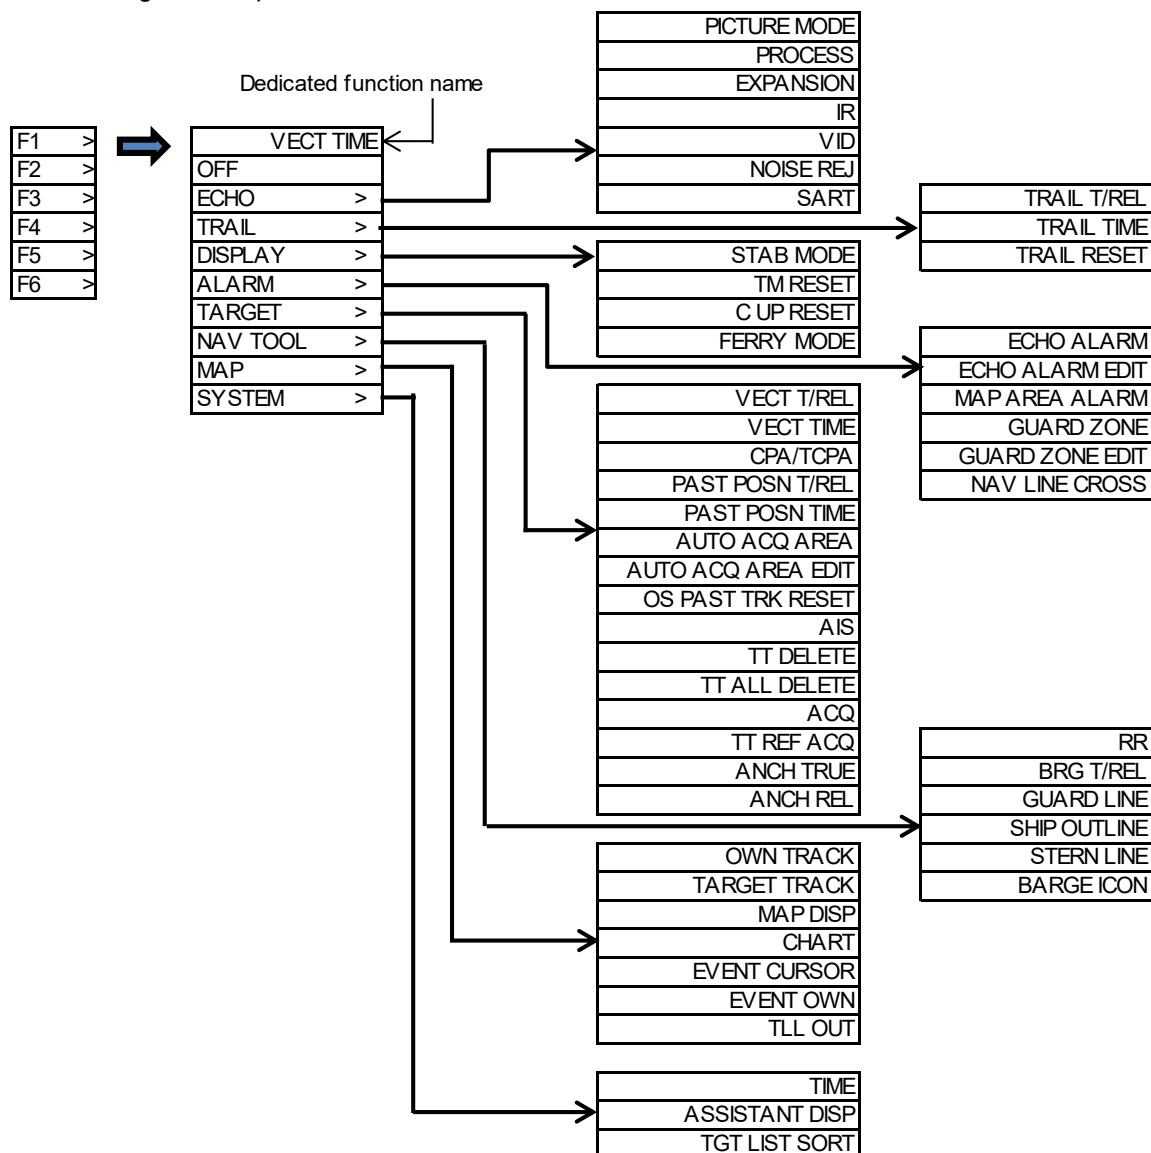 Dedicated function name
F1 >
F2 >
F3 >
F4 >
F5 >
F6 >
VECT TIME
OFF
ECHO >
TRAIL >
DISPLAY >
ALARM >
TARGET >
NAV TOOL >
MAP >
SYSTEM >
PICTURE MODE
PROCESS
EXPANSION
IR
VID
NOISE REJ
SART
TRAIL T/REL
TRAIL TIME
TRAIL RESET
STAB MODE
TM RESET
C UP RESET
FERRY MODE
ECHO ALARM
ECHO ALARM EDIT
MAP AREA ALARM
GUARD ZONE
GUARD ZONE EDIT
NAV LINE CROSS
VECT T/REL
VECT TIME
CPA/TCPA
PAST POSN T/REL
PAST POSN TIME
AUTO ACQ AREA
AUTO ACQ AREA EDIT
OS PAST TRK RESET
AIS
TT DELETE
TT ALL DELETE
ACQ
TT REF ACQ
ANCH TRUE
ANCH REL
RR
BRG T/REL
GUARD LINE
SHIP OUTLINE
STERN LINE
BARGE ICON
OWN TRACK
TARGET TRACK
MAP DISP
CHART
EVENT CURSOR
EVENT OWN
TLL OUT
TIME
ASSISTANT DISP
TGT LIST SORT